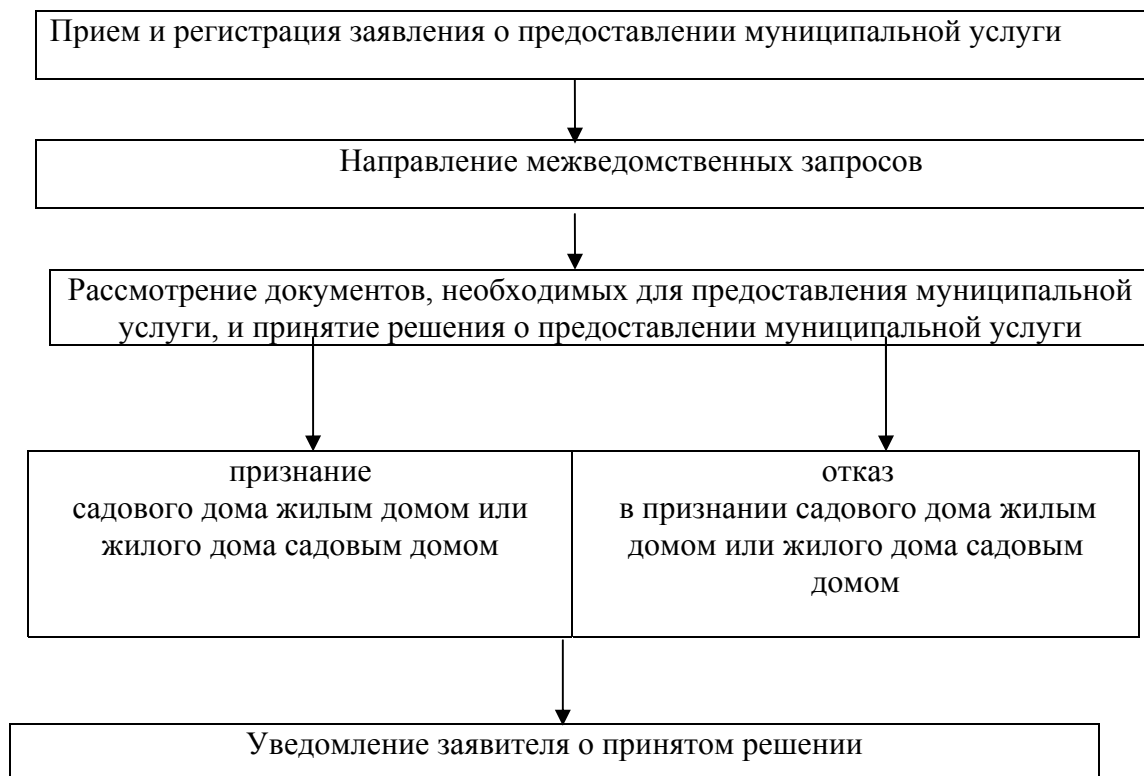 Прием и регистрация заявления о предоставлении муниципальной услуги
Направление межведомственных запросов
Рассмотрение документов, необходимых для предоставления муниципальной
услуги, и принятие решения о предоставлении муниципальной услуги
признание
садового дома жилым домом или
жилого дома садовым домом
отказ
в признании садового дома жилым
домом или жилого дома садовым
домом
Уведомление заявителя о принятом решении